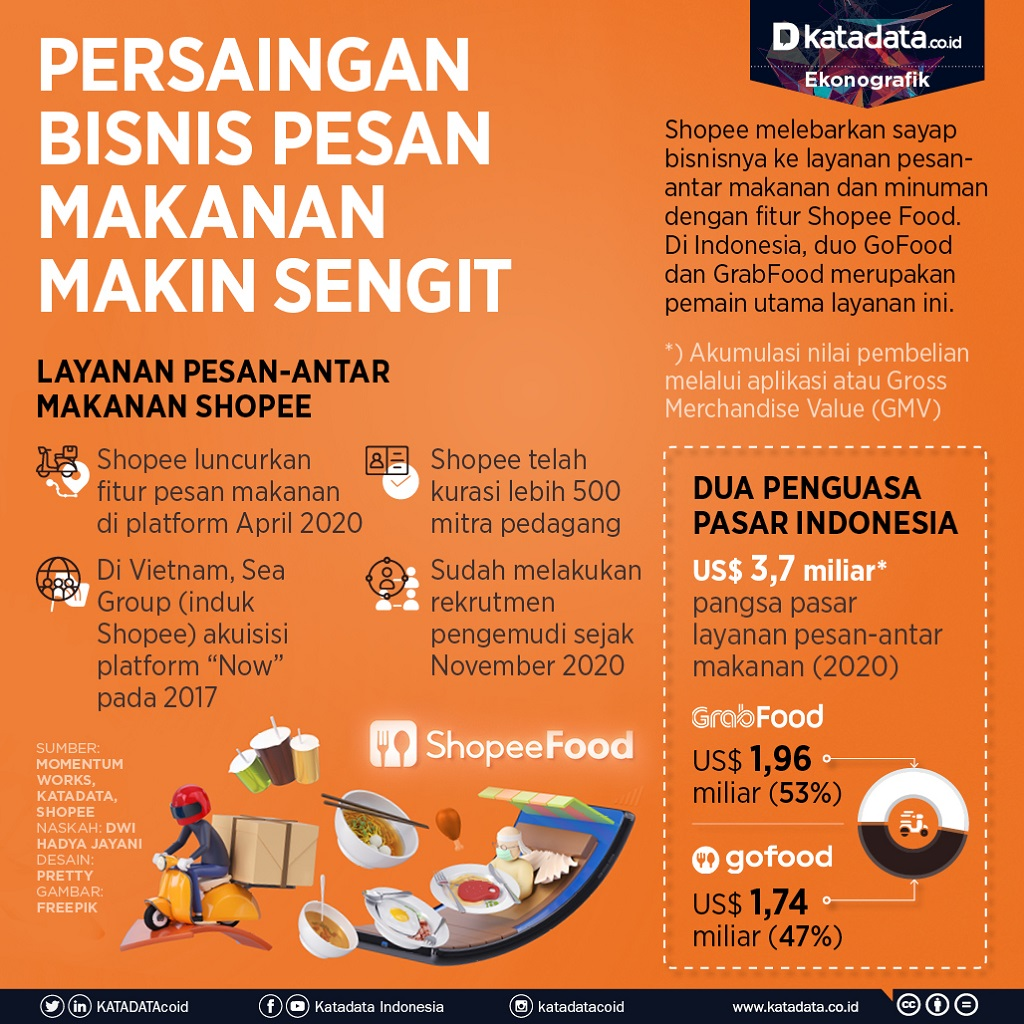 PERSAINGAN
BISNIS PESAN
MAKANAN
MAKIN SENGIT
Dkatadata.co.id
Ekonografik
Shopee melebarkan sayap
bisnisnya ke layanan pesan-
antar makanan dan minuman
dengan fitur Shopee Food.
Di Indonesia, duo GoFood
dan GrabFood merupakan
pemain utama layanan ini.
*) Akumulasi nilai pembelian
melalui aplikasi atau Gross
Merchandise Value (GMV)
LAYANAN PESAN-ANTAR
MAKANAN SHOPEE
Shopee luncurkan
fitur pesan makanan
di platform April 2020
Shopee telah
kurasi lebih 500
mitra pedagang
Di Vietnam, Sea
Group (induk
Shopee) akuisisi
platform “Now”
pada 2017
Sudah melakukan
rekrutmen
pengemudi sejak
November 2020
ShopeeFood
DUA PENGUASA
PASAR INDONESIA
US$ 3,7 miliar*
pangsa pasar
layanan pesan-antar
makanan (2020)
GrabFood
US$ 1,96
miliar (53%)
gofood
US$ 1,74
miliar (47%)
SUMBER:
MOMENTUM
WORKS,
KATADATA,
SHOPEE
NASKAH: DWI
HADYA JAYANI
DESAIN:
PRETTY
GAMBAR:
FREEPIK
KATADATAcoid
Katadata Indonesia
katadatacoid
www.katadata.co.id